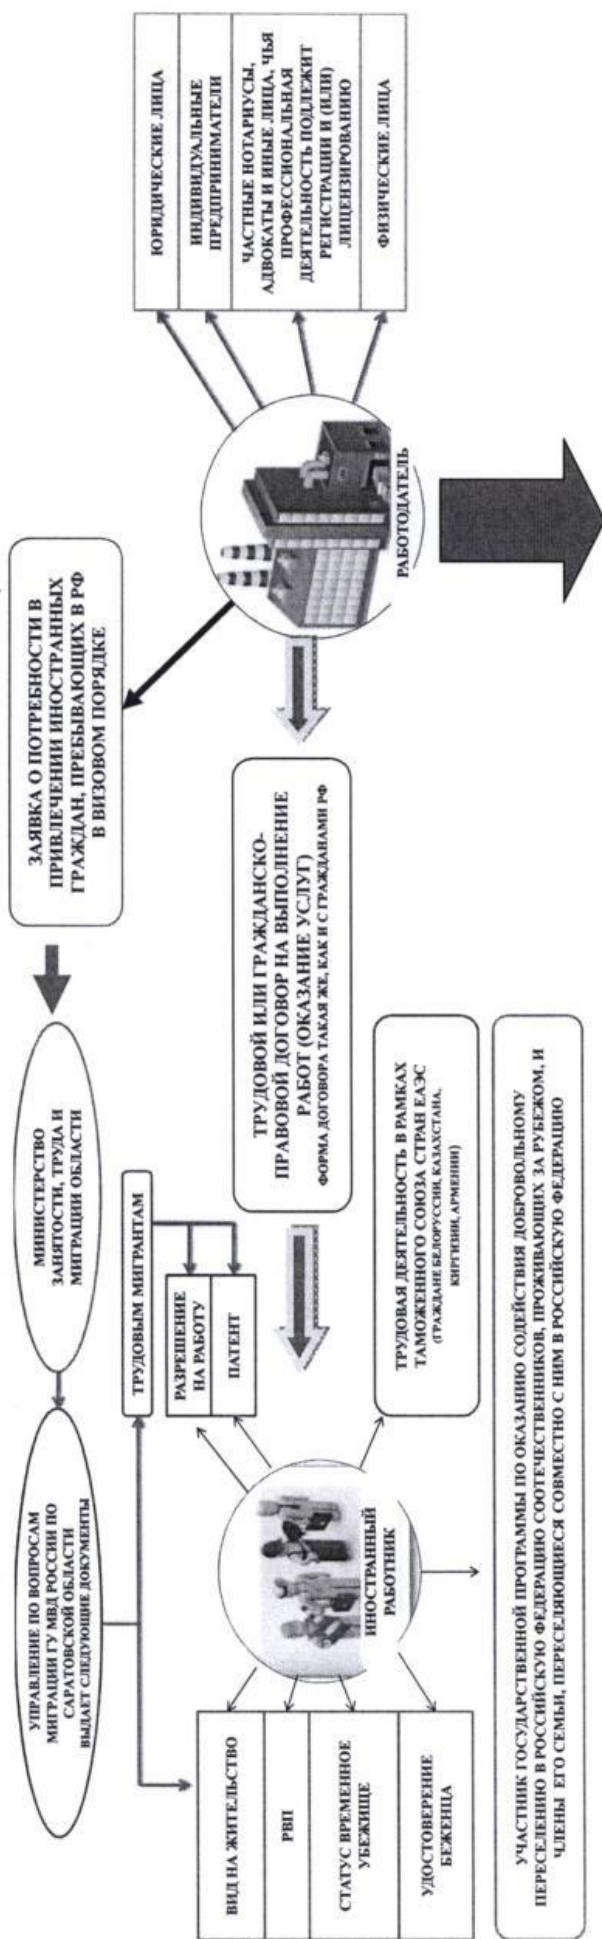 ЗАЯВКА О ПОТРЕБНОСТИ В
ПРИВЛЕЧЕНИИ ИНОСТРАННЫХ
ГРАЖДАН, ПРЕБЫВАЮЩИХ В РФ
В ВИЗОВОМ ПОРЯДКЕ
МИНИСТЕРСТВО
ЗАНЯТОСТИ, ТРУДА И
МИГРАЦИИ ОБЛАСТИ
УПРАВЛЕНИЕ ПО ВОПРОСАМ
МИГРАЦИИ ГУ МВД РОССИИ ПО
САРАТОВСКОЙ ОБЛАСТИ
ВЫДАЕТ СЛЕДУЮЩИЕ ДОКУМЕНТЫ
ТРУДОВЫМ МИГРАНТАМ
РАЗРЕШЕНИЕ
НА РАБОТУ
ПАТЕНТ
ВИД НА ЖИТЕЛЬСТВО
РВП
СТАТУС ВРЕМЕННОЕ
УБЕЖИЩЕ
УДОСТОВЕРЕНИЕ
БЕЖЕНЦА
ИНОСТРАННЫЙ
РАБОТНИК
ТРУДОВОЙ ИЛИ ГРАЖДАНСКО-
ПРАВОВОЙ ДОГОВОР НА ВЫПОЛНЕНИЕ
РАБОТ (ОКАЗАНИЕ УСЛУГ)
ФОРМА ДОГОВОРА ТАКАЯ ЖЕ, КАК И С ГРАЖДАНАМИ РФ
РАБОТОДАТЕЛЬ
ЮРИДИЧЕСКИЕ ЛИЦА
ИНДИВИДУАЛЬНЫЕ
ПРЕДПРИНИМАТЕЛИ
ЧАСТНЫЕ НОТАРИУСЫ,
АДВОКАТЫ И ИНЫЕ ЛИЦА, ЧЬЯ
ПРОФЕССИОНАЛЬНАЯ
ДЕЯТЕЛЬНОСТЬ ПОДЛЕЖИТ
РЕГИСТРАЦИИ И (ИЛИ)
ЛИЦЕНЗИРОВАНИЮ
ФИЗИЧЕСКИЕ ЛИЦА
ТРУДОВАЯ ДЕЯТЕЛЬНОСТЬ В РАМКАХ
ТАМОЖЕННОГО СОЮЗА СТРАН ЕАЭС
(ГРАЖДАНЕ БЕЛОРУССИИ, КАЗАХСТАНА,
КИРГИЗИИ, АРМЕНИИ)
УЧАСТНИК ГОСУДАРСТВЕННОЙ ПРОГРАММЫ ПО ОКАЗАНИЮ СОДЕЙСТВИЯ ДОБРОВОЛЬНОМУ
ПЕРЕСЕЛЕНИЮ В РОССИЙСКУЮ ФЕДЕРАЦИЮ СООТЕЧЕСТВЕННИКОВ, ПРОЖИВАЮЩИХ ЗА РУБЕЖОМ, И
ЧЛЕНЫ ЕГО СЕМЬИ, ПЕРЕСЕЛЯЮЩИЕСЯ СОВМЕСТНО С НИМ В РОССИЙСКУЮ ФЕДЕРАЦИЮ